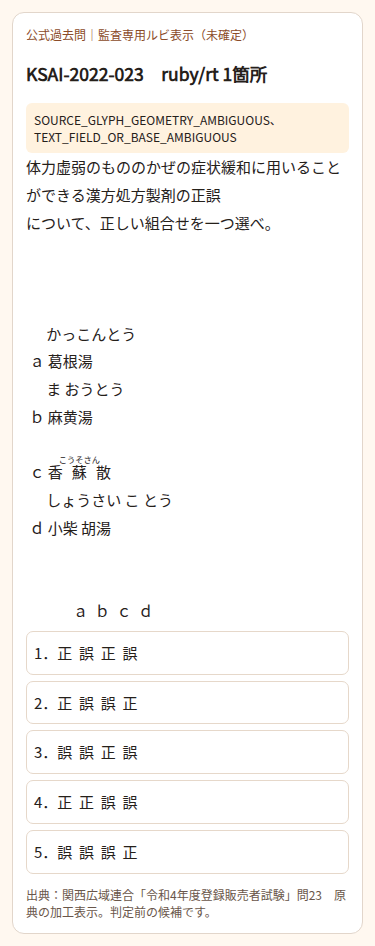 公式過去問｜監査専用ルビ表示（未確定）
KSAI-2022-023　ruby/rt 1箇所
SOURCE_GLYPH_GEOMETRY_AMBIGUOUS、
TEXT_FIELD_OR_BASE_AMBIGUOUS
体力虚弱のもののかぜの症状緩和に用いること
ができる漢方処方製剤の正誤
について、正しい組合せを一つ選べ。
かっこんとう
a 葛根湯
ま おうとう
b 麻黄湯
こうそさん
c 香 蘇 散
しょうさい こ とう
d 小柴 胡湯
a b c d
1．正 誤 正 誤
2．正 誤 誤 正
3．誤 誤 正 誤
4．正 正 誤 誤
5．誤 誤 誤 正
出典：関西広域連合「令和4年度登録販売者試験」問23　原
典の加工表示。判定前の候補です。